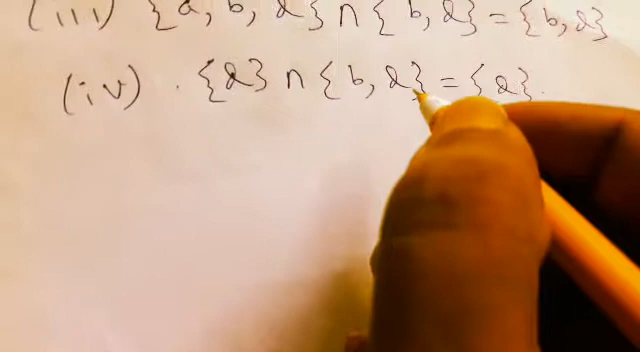 (iii) {a, b, d} ∩ {b, d} = {b, d}
(iv) . {d} ∩ {b, d} = {d}.